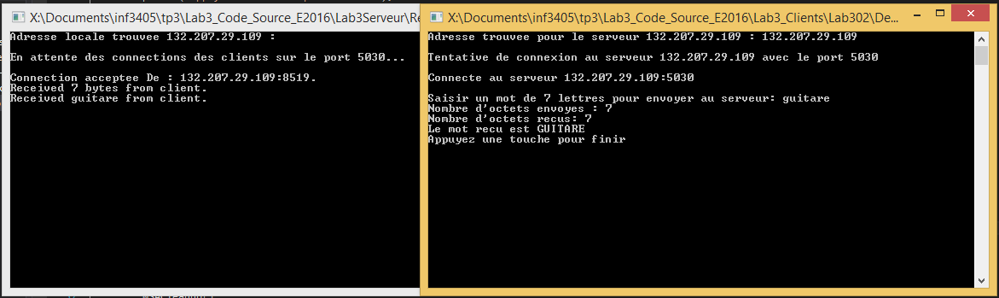 X:\Documents\inf3405\tp3\Lab3_Code_Source_E2016\Lab3Serveur\Re
Adresse locale trouvee 132.207.29.109 :
En attente des connections des clients sur le port 5030...
Connection acceptee De : 132.207.29.109:8519.
Received 7 bytes from client.
Received guitare from client.
X:\Documents\inf3405\tp3\Lab3_Code_Source_E2016\Lab3_Clients\Lab302\De...
Adresse trouvee pour le serveur 132.207.29.109 : 132.207.29.109
Tentative de connexion au serveur 132.207.29.109 avec le port 5030
Connecte au serveur 132.207.29.109:5030
Saisir un mot de 7 lettres pour envoyer au serveur: guitare
Nombre d'octets envoyes : 7
Nombre d'octets recus: 7
Le mot recu est GUITARE
Appuyez une touche pour finir